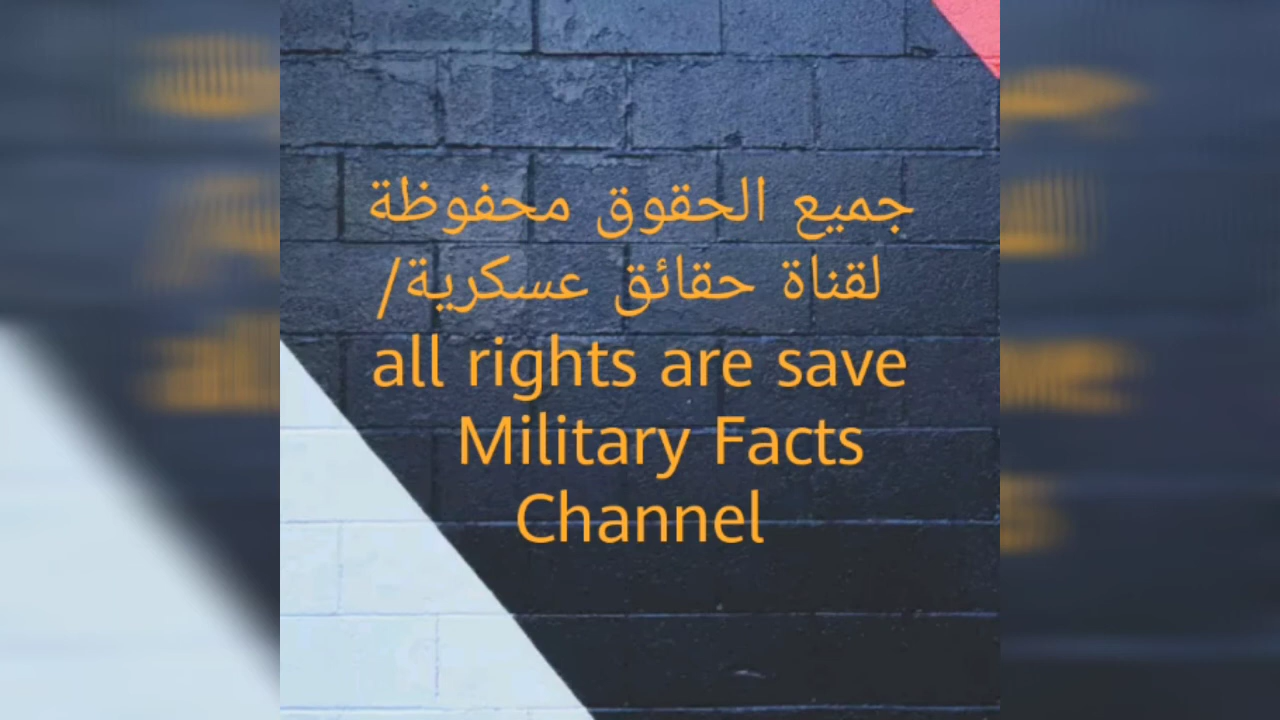 جميع الحقوق محفوظة
لقناة حقائق عسكرية/
all rights are save
Military Facts
Channel